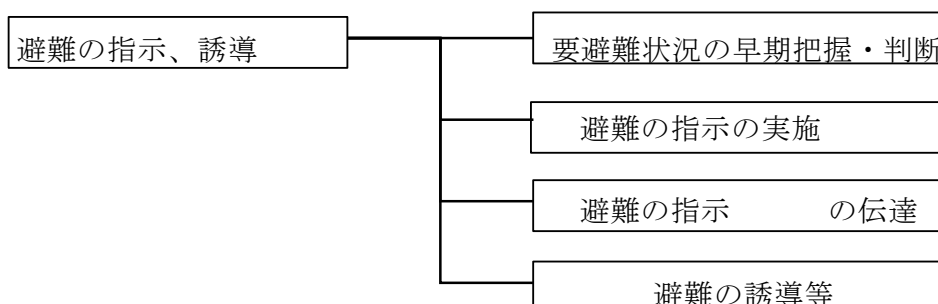 避難の指示、誘導
要避難状況の早期把握・判断
避難の指示の実施
避難の指示　　　の伝達
避難の誘導等